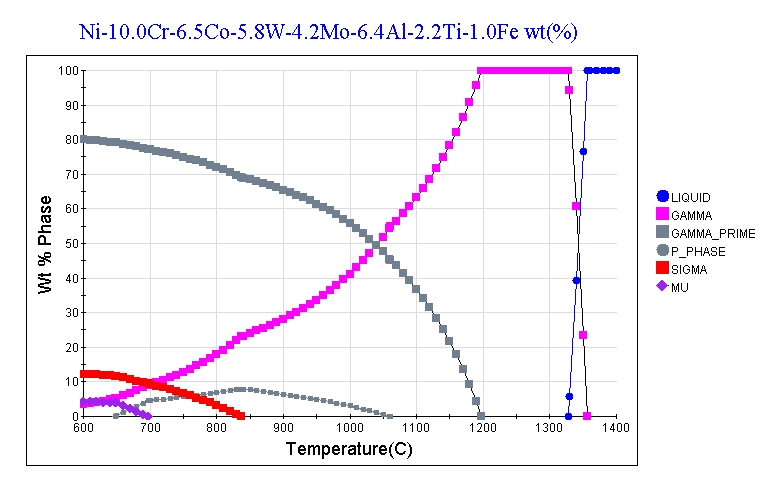 Ni-10.0Cr-6.5Co-5.8W-4.2Mo-6.4Al-2.2Ti-1.0Fe wt(%)
100
90
80
70
60
50
40
30
20
10
0
Wt % Phase
600 700 800 900 1000 1100 1200 1300 1400
Temperature(C)
LIQUID
GAMMA
GAMMA_PRIME
P_PHASE
SIGMA
MU